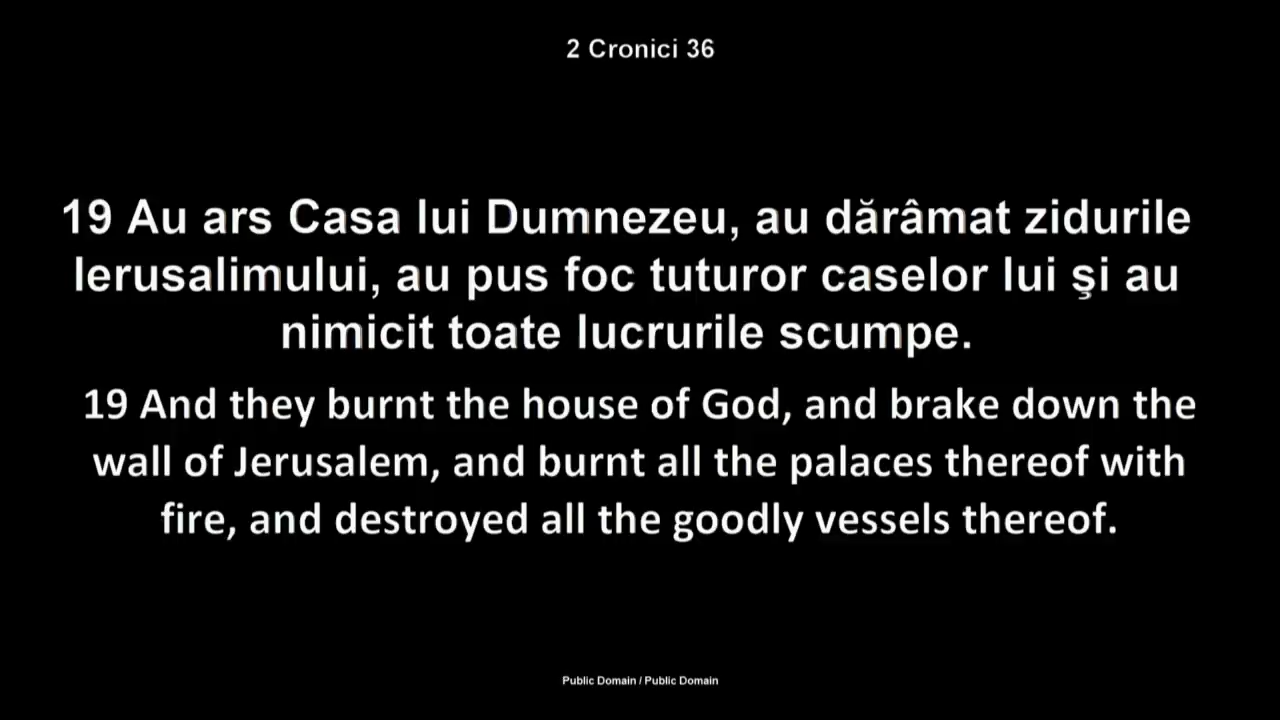 2 Cronici 36
19 Au ars Casa lui Dumnezeu, au dărâmat zidurile
Ierusalimului, au pus foc tuturor caselor lui şi au
nimicit toate lucrurile scumpe.
19 And they burnt the house of God, and brake down the
wall of Jerusalem, and burnt all the palaces thereof with
fire, and destroyed all the goodly vessels thereof.
Public Domain / Public Domain